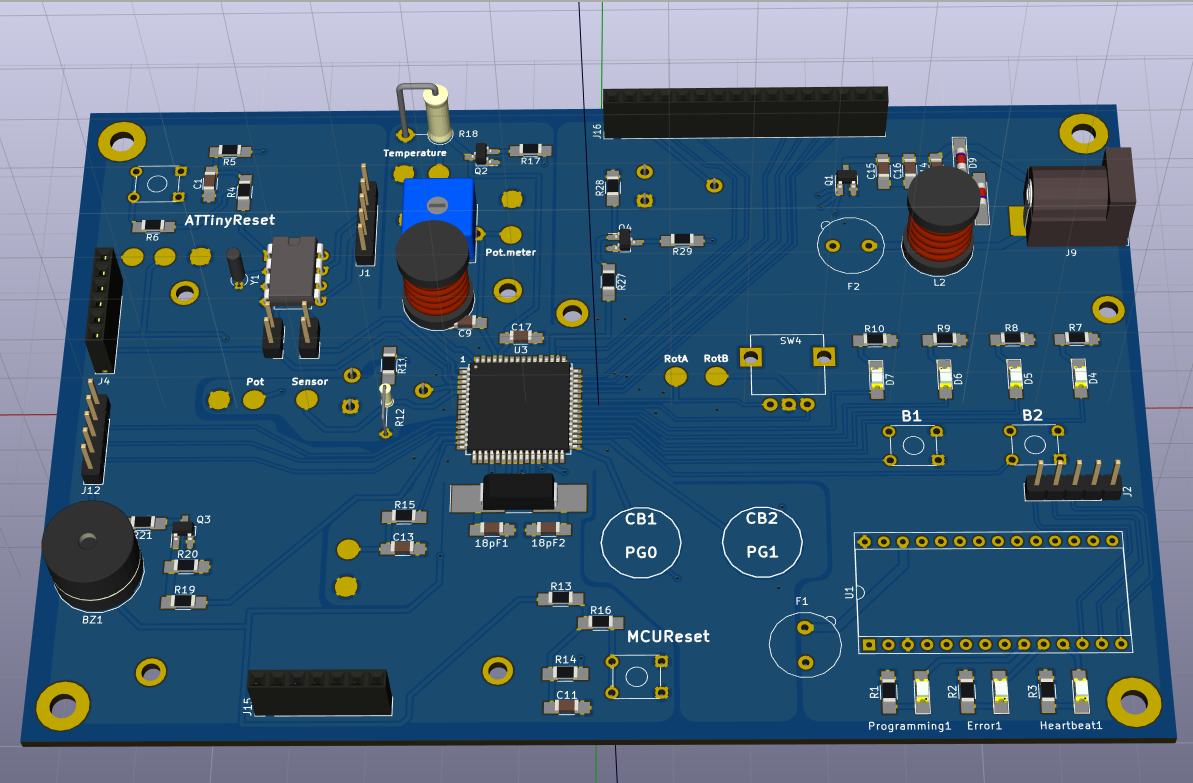 R18
J16
R5
Temperature
Q2
R17
C1
R4
R28
Q1
C15
C16
D9
ATTinyReset
R6
J1
Pot.meter
R29
J9
Y1
R27
F2
L2
C9
C17
U3
1
SW4
R10
R9
R8
R7
J4
Pot
Sensor
R11
RotA
RotB
D7
D6
D5
D4
R12
B1
B2
J12
J2
R15
Q3
R21
CB1
CB2
C13
18pF1
18pF2
PG0
PG1
R20
R19
BZ1
R13
R16
F1
U1
MCUReset
R14
J15
C11
R1
R2
R3
Programming1
Error1
Heartbeat1